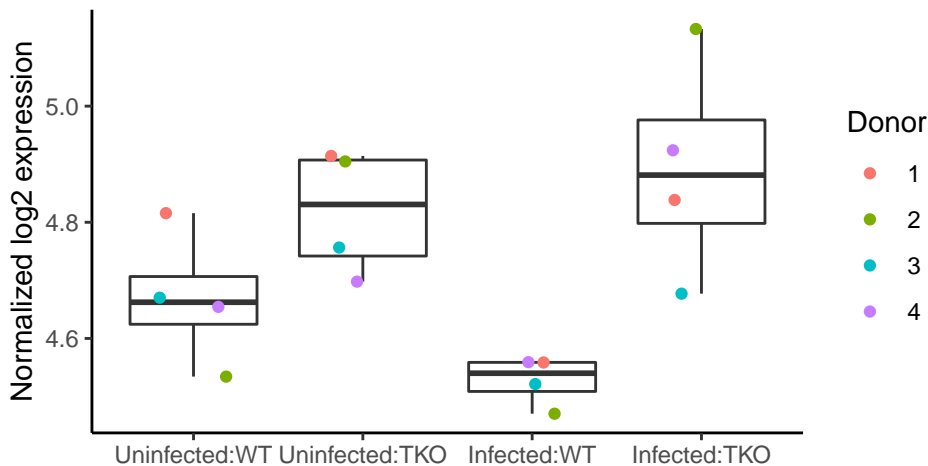 Normalized log2 expression
5.0
4.8
4.6
Uninfected:WT Uninfected:TKO Infected:WT Infected:TKO
Donor
1
2
3
4